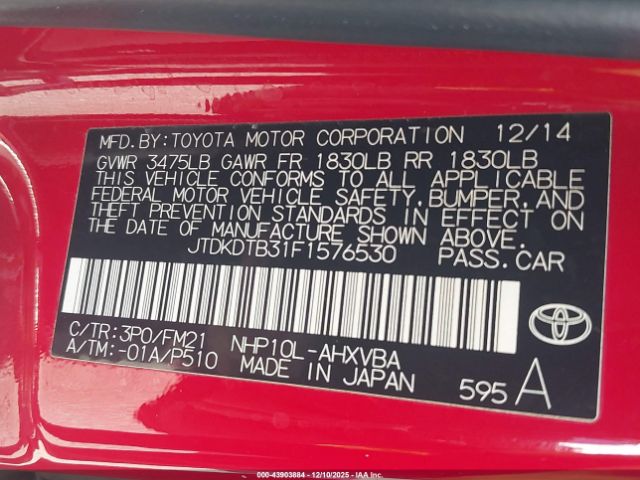 MFD.BY:TOYOTA MOTOR CORPORATION 12/14
GVWR 3475LB GAWR FR 1830LB RR 1830LB
THIS VEHICLE CONFORMS TO ALL APPLICABLE
FEDERAL MOTOR VEHICLE SAFETY, BUMPER, AND
THEFT PREVENTION STANDARDS IN EFFECT ON
THE DATE OF MANUFACTURE SHOWN ABOVE.
JTDKDTB31F1576530 PASS.CAR
C/TR:3P0/FM21 NHP10L-AHXVBA
A/TM:-01A/P510 MADE IN JAPAN 595 A
000-43903884 - 12/10/2025 - IAAI.COM